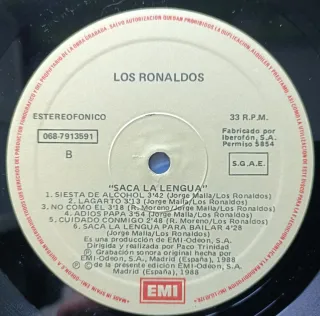 LOS RONALDOS
ESTEREOFONICO
33 R.P.M.
068-7913591
Fabricado por
Iberofón, S.A.
Permiso 5854
B
S.G.A.E.
"SACA LA LENGUA"
1. SIESTA DE ALCOHOL 3'42 (Jorge Malla/Los Ronaldos)
2. LAGARTO 3'13 (Jorge Malla/Los Ronaldos)
3. NO COMO EL 3'18 (R. Moreno/Jorge Malla/Los Ronaldos)
4. ADIOS PAPA 3'54 (Jorge Malla/Los Ronaldos)
5. CUIDADO CONMIGO 2'48 (R. Moreno/Los Ronaldos)
6. SACA LA LENGUA PARA BAILAR 4'28
(Jorge Malla/Los Ronaldos)
Es una producción de EMI-Odeon, S.A.
Dirigida y realizada por Paco Trinidad
℗ Grabación sonora original hecha por
EMI-Odeon, S.A. Madrid (España), 1988
© de la presente edición EMI-Odeon, S.A.
Madrid (España), 1988
EMI